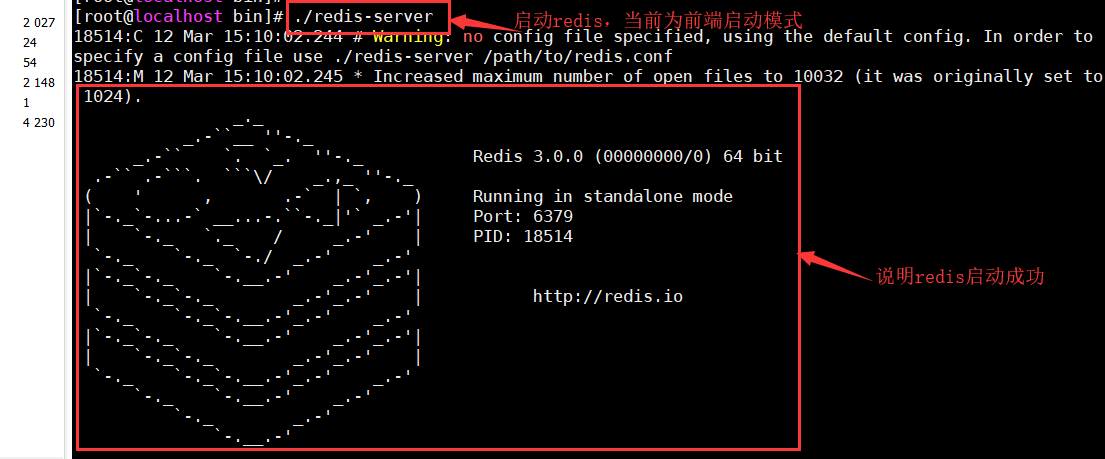 [root@localhost bin]#
[root@localhost bin]# ./redis-server
启动redis，当前为前端启动模式
18514:C 12 Mar 15:10:02.244 # Warning: no config file specified, using the default config. In order to
specify a config file use ./redis-server /path/to/redis.conf
18514:M 12 Mar 15:10:02.245 * Increased maximum number of open files to 10032 (it was originally set to
1024).
Redis 3.0.0 (00000000/0) 64 bit
Running in standalone mode
Port: 6379
PID: 18514
http://redis.io
说明redis启动成功
2 027
24
54
2 148
1
4 230